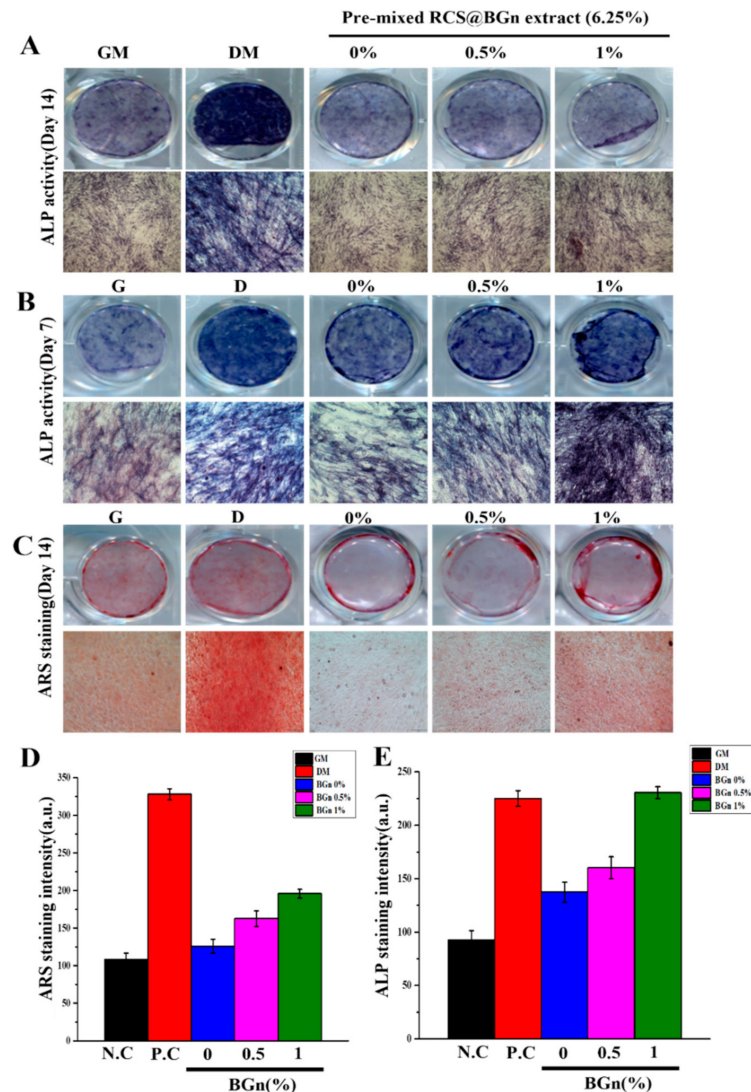 Pre-mixed RCS@BGn extract (6.25%)
A GM DM 0% 0.5% 1%
ALP activity(Day 14)
B G D 0% 0.5% 1%
ALP activity(Day 7)
C G D 0% 0.5% 1%
ARS staining(Day 14)
D
ARS staining intensity(a.u.)
350
300
250
200
150
100
50
0
GM
DM
BGn 0%
BGn 0.5%
BGn 1%
N.C P.C 0 0.5 1
BGn(%)
E
ALP staining intensity(a.u.)
250
200
150
100
50
0
GM
DM
BGn 0%
BGn 0.5%
BGn 1%
N.C P.C 0 0.5 1
BGn(%)